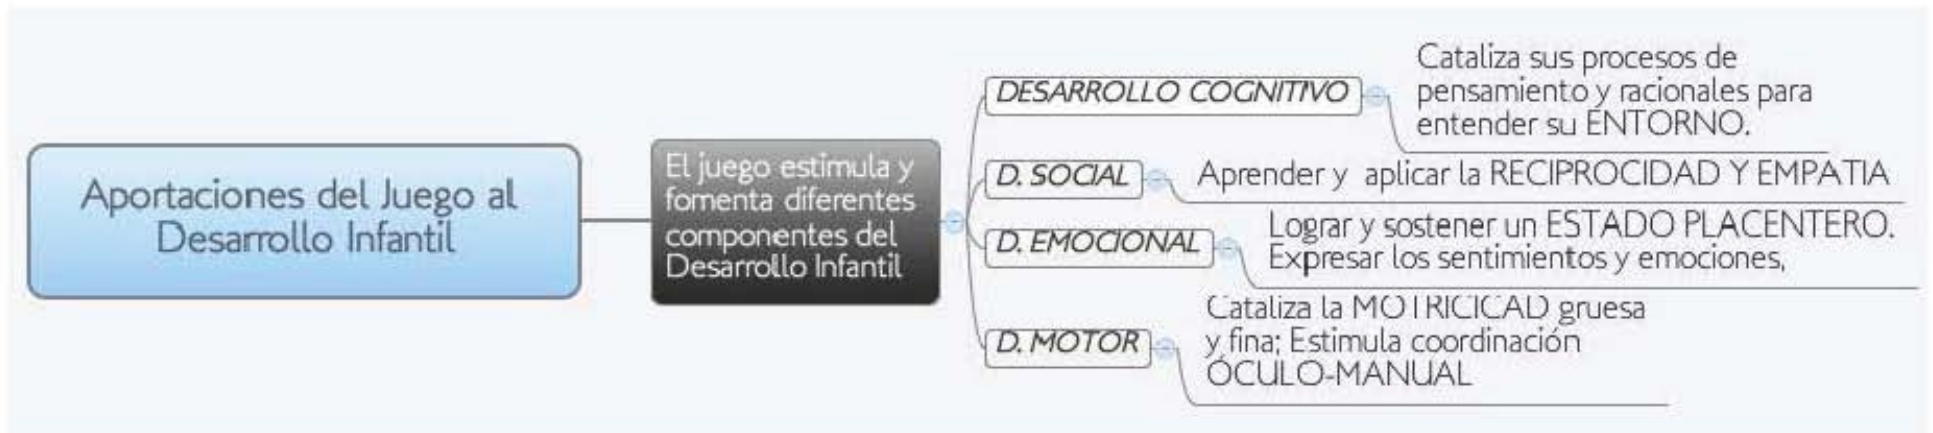 Aportaciones del Juego al
Desarrollo Infantil
El juego estimula y
fomenta diferentes
componentes del
Desarrollo Infantil
DESARROLLO COGNITIVO
Cataliza sus procesos de
pensamiento y racionales para
entender su ENTORNO.
D. SOCIAL
Aprender y aplicar la RECIPROCIDAD Y EMPATIA
D. EMOCIONAL
Lograr y sostener un ESTADO PLACENTERO.
Expresar los sentimientos y emociones,
D. MOTOR
Cataliza la MOTRICICAD gruesa
y fina; Estimula coordinación
ÓCULO-MANUAL